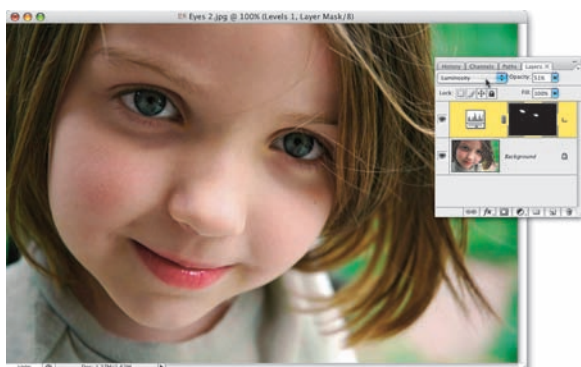 Eyes 2.jpg @ 100% (Levels 1, Layer Mask/8)
History Channels Paths Layers
Luminosity Opacity: 51%
Lock: Fill: 100%
Background